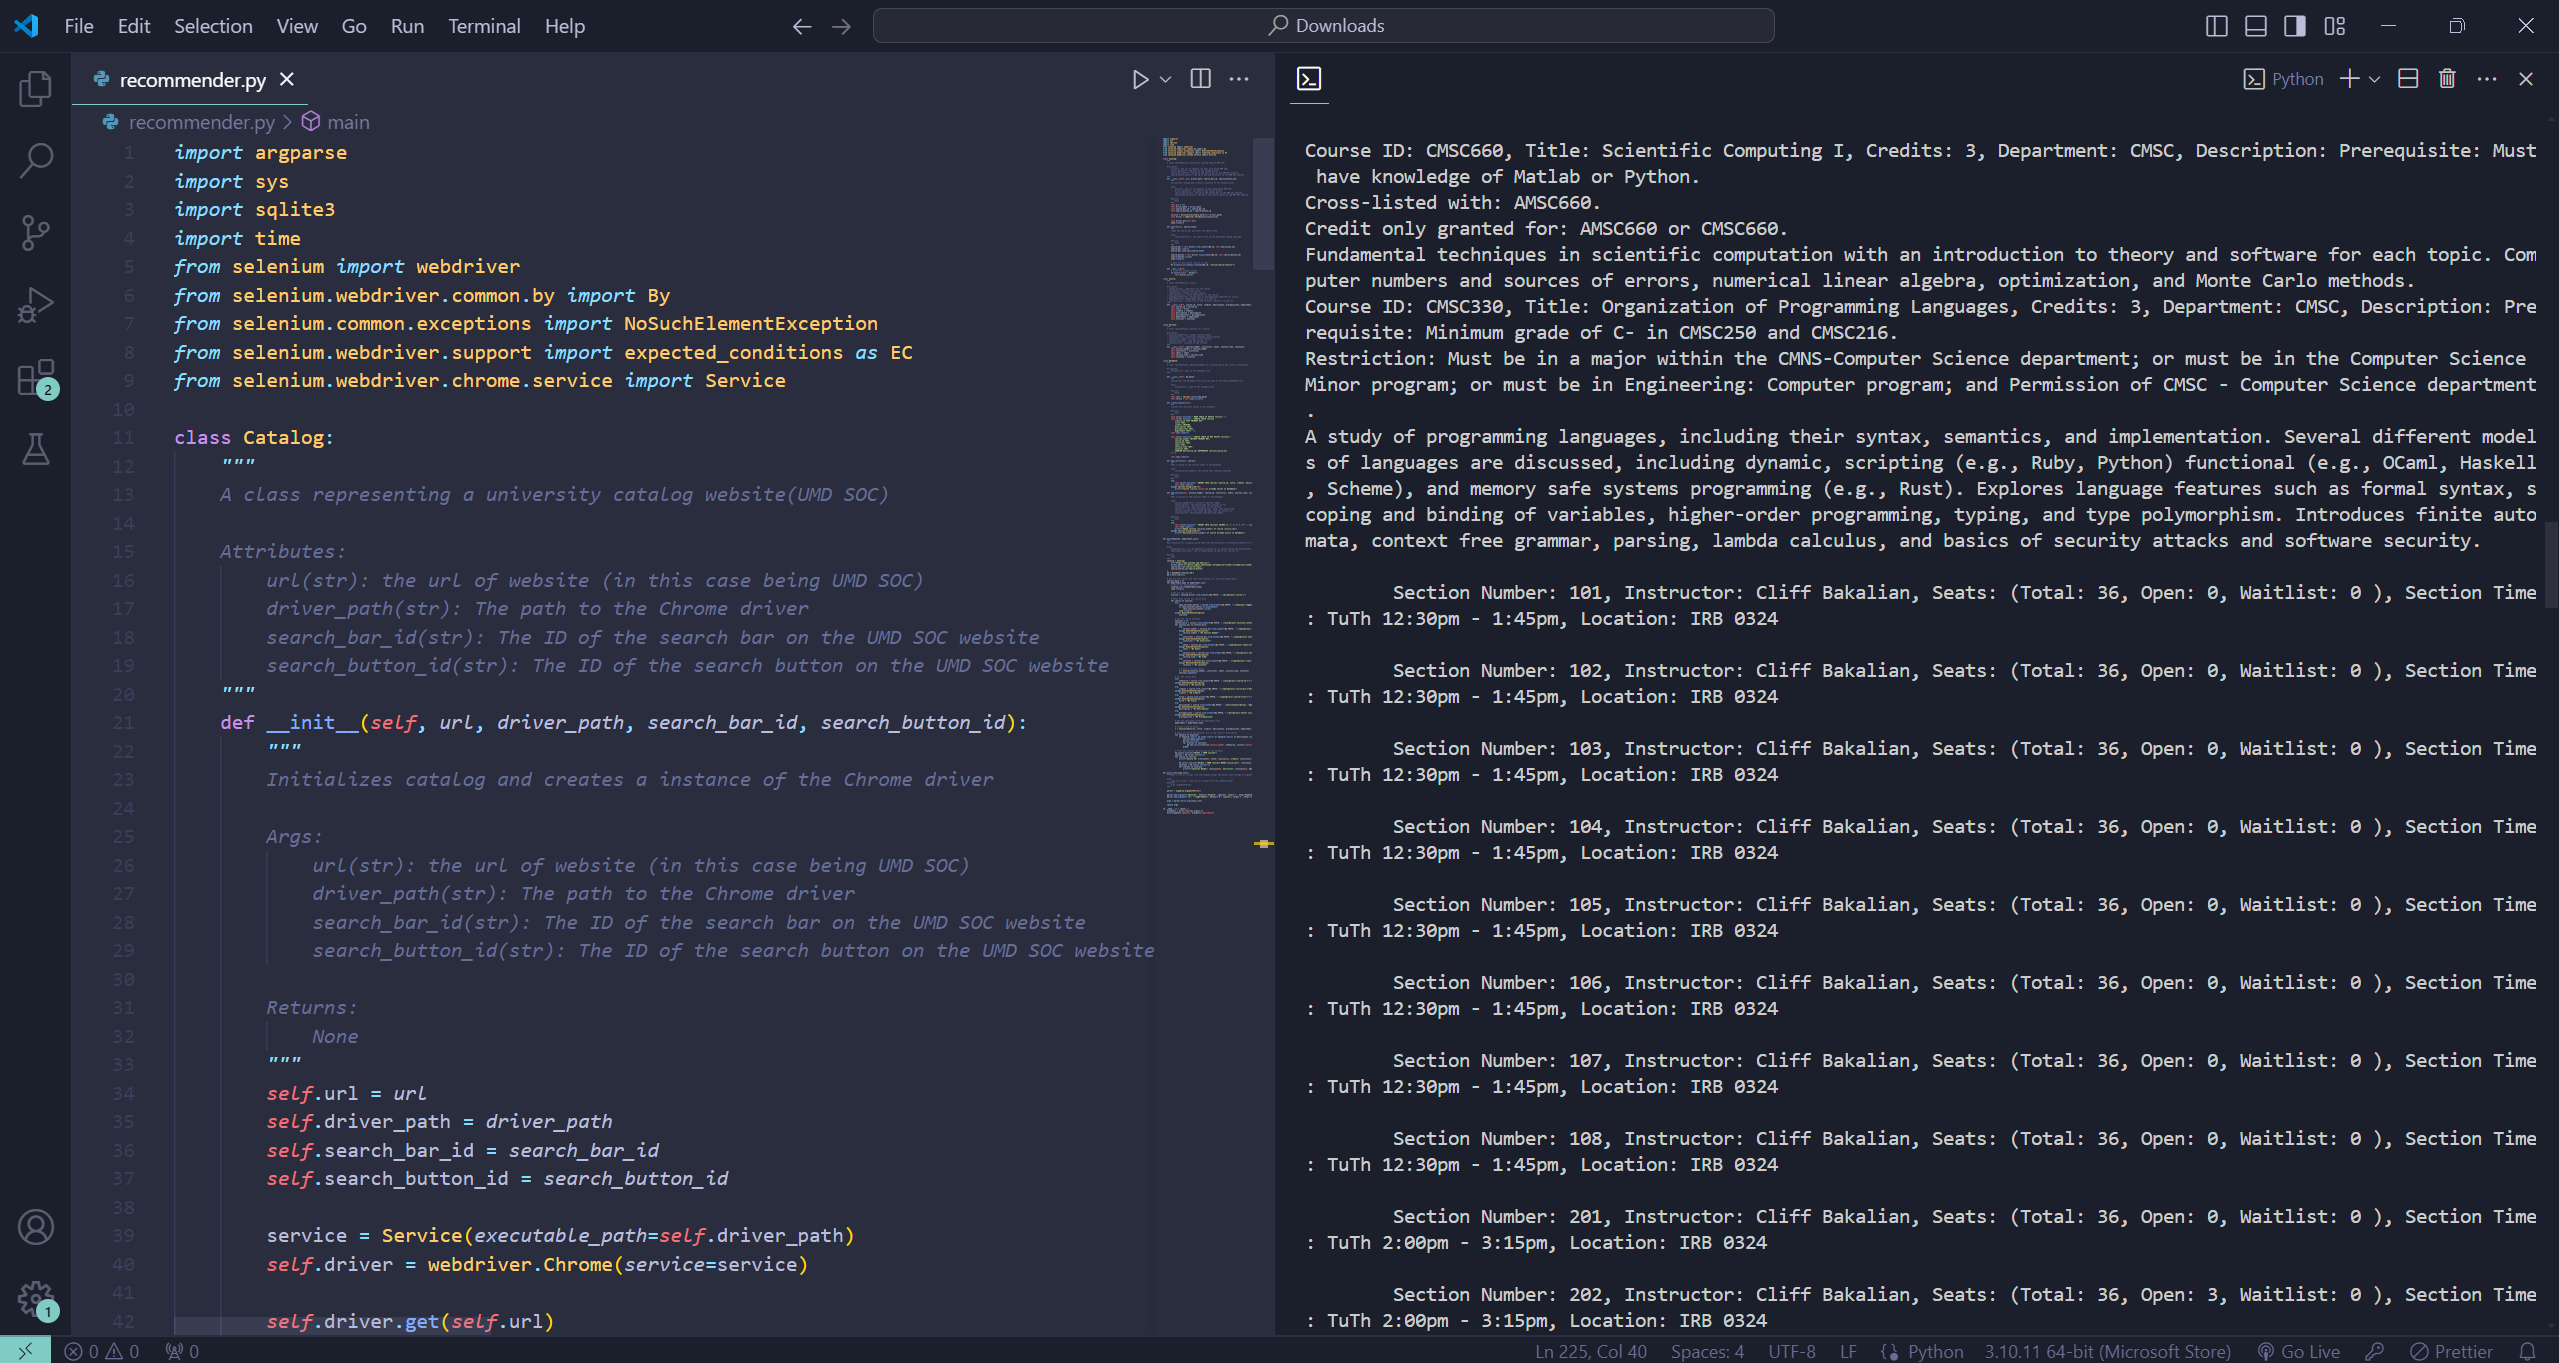 File Edit Selection View Go Run Terminal Help
Downloads
recommender.py
recommender.py > main
1 import argparse
2 import sys
3 import sqlite3
4 import time
5 from selenium import webdriver
6 from selenium.webdriver.common.by import By
7 from selenium.common.exceptions import NoSuchElementException
8 from selenium.webdriver.support import expected_conditions as EC
9 from selenium.webdriver.chrome.service import Service
10
11 class Catalog:
12 """
13 A class representing a university catalog website(UMD SOC)
14
15 Attributes:
16 url(str): the url of website (in this case being UMD SOC)
17 driver_path(str): The path to the Chrome driver
18 search_bar_id(str): The ID of the search bar on the UMD SOC website
19 search_button_id(str): The ID of the search button on the UMD SOC website
20 """
21 def __init__(self, url, driver_path, search_bar_id, search_button_id):
22 """
23 Initializes catalog and creates a instance of the Chrome driver
24
25 Args:
26 url(str): the url of website (in this case being UMD SOC)
27 driver_path(str): The path to the Chrome driver
28 search_bar_id(str): The ID of the search bar on the UMD SOC website
29 search_button_id(str): The ID of the search button on the UMD SOC website
30
31 Returns:
32 None
33 """
34 self.url = url
35 self.driver_path = driver_path
36 self.search_bar_id = search_bar_id
37 self.search_button_id = search_button_id
38
39 service = Service(executable_path=self.driver_path)
40 self.driver = webdriver.Chrome(service=service)
41
42 self.driver.get(self.url)
2
1
Python
Course ID: CMSC660, Title: Scientific Computing I, Credits: 3, Department: CMSC, Description: Prerequisite: Must
have knowledge of Matlab or Python.
Cross-listed with: AMSC660.
Credit only granted for: AMSC660 or CMSC660.
Fundamental techniques in scientific computation with an introduction to theory and software for each topic. Com
puter numbers and sources of errors, numerical linear algebra, optimization, and Monte Carlo methods.
Course ID: CMSC330, Title: Organization of Programming Languages, Credits: 3, Department: CMSC, Description: Pre
requisite: Minimum grade of C- in CMSC250 and CMSC216.
Restriction: Must be in a major within the CMNS-Computer Science department; or must be in the Computer Science
Minor program; or must be in Engineering: Computer program; and Permission of CMSC - Computer Science department
.
A study of programming languages, including their syntax, semantics, and implementation. Several different model
s of languages are discussed, including dynamic, scripting (e.g., Ruby, Python) functional (e.g., OCaml, Haskell
, Scheme), and memory safe systems programming (e.g., Rust). Explores language features such as formal syntax, s
coping and binding of variables, higher-order programming, typing, and type polymorphism. Introduces finite auto
mata, context free grammar, parsing, lambda calculus, and basics of security attacks and software security.
Section Number: 101, Instructor: Cliff Bakalian, Seats: (Total: 36, Open: 0, Waitlist: 0 ), Section Time
: TuTh 12:30pm - 1:45pm, Location: IRB 0324
Section Number: 102, Instructor: Cliff Bakalian, Seats: (Total: 36, Open: 0, Waitlist: 0 ), Section Time
: TuTh 12:30pm - 1:45pm, Location: IRB 0324
Section Number: 103, Instructor: Cliff Bakalian, Seats: (Total: 36, Open: 0, Waitlist: 0 ), Section Time
: TuTh 12:30pm - 1:45pm, Location: IRB 0324
Section Number: 104, Instructor: Cliff Bakalian, Seats: (Total: 36, Open: 0, Waitlist: 0 ), Section Time
: TuTh 12:30pm - 1:45pm, Location: IRB 0324
Section Number: 105, Instructor: Cliff Bakalian, Seats: (Total: 36, Open: 0, Waitlist: 0 ), Section Time
: TuTh 12:30pm - 1:45pm, Location: IRB 0324
Section Number: 106, Instructor: Cliff Bakalian, Seats: (Total: 36, Open: 0, Waitlist: 0 ), Section Time
: TuTh 12:30pm - 1:45pm, Location: IRB 0324
Section Number: 107, Instructor: Cliff Bakalian, Seats: (Total: 36, Open: 0, Waitlist: 0 ), Section Time
: TuTh 12:30pm - 1:45pm, Location: IRB 0324
Section Number: 108, Instructor: Cliff Bakalian, Seats: (Total: 36, Open: 0, Waitlist: 0 ), Section Time
: TuTh 12:30pm - 1:45pm, Location: IRB 0324
Section Number: 201, Instructor: Cliff Bakalian, Seats: (Total: 36, Open: 0, Waitlist: 0 ), Section Time
: TuTh 2:00pm - 3:15pm, Location: IRB 0324
Section Number: 202, Instructor: Cliff Bakalian, Seats: (Total: 36, Open: 3, Waitlist: 0 ), Section Time
: TuTh 2:00pm - 3:15pm, Location: IRB 0324
0 0 0 Ln 225, Col 40 Spaces: 4 UTF-8 LF Python 3.10.11 64-bit (Microsoft Store) Go Live Prettier